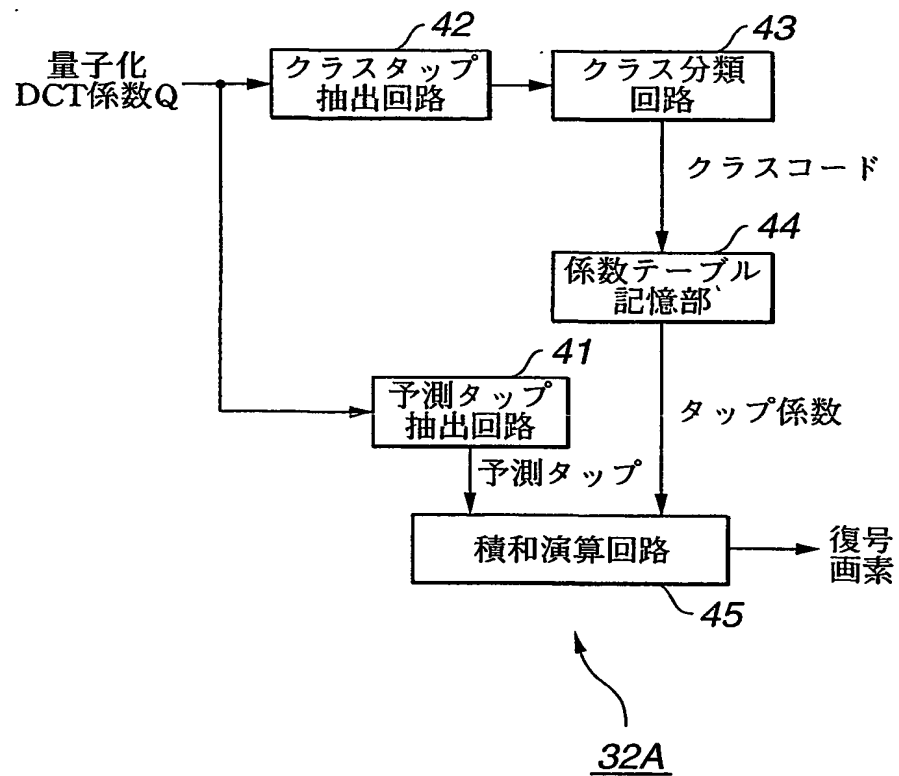 42
43
量子化
DCT係数Q
クラスタップ
抽出回路
クラス分類
回路
クラスコード
44
係数テーブル
記憶部
41
予測タップ
抽出回路
タップ係数
予測タップ
積和演算回路
復号
画素
45
32A